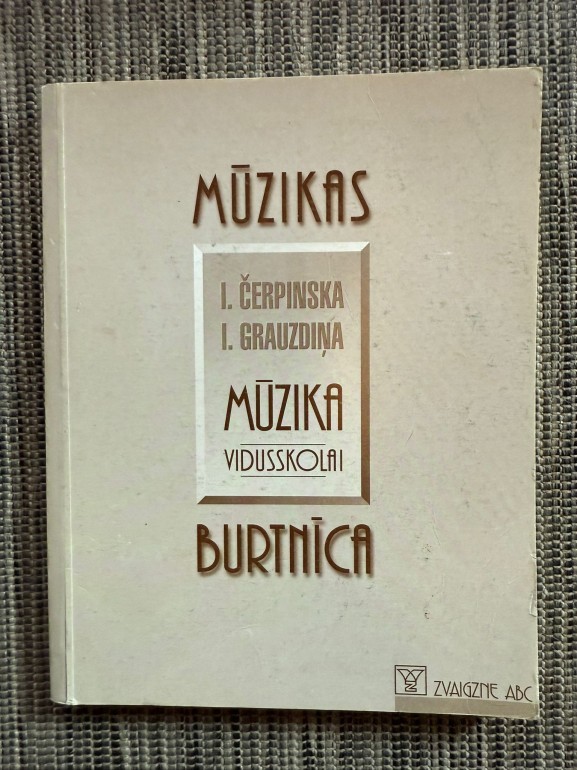 MŪZIKAS
I. ČERPINSKA
I. GRAUZDIŅA
MŪZIKA
VIDUSSKOLAI
BURTNĪCA
ZVAIGZNE ABC